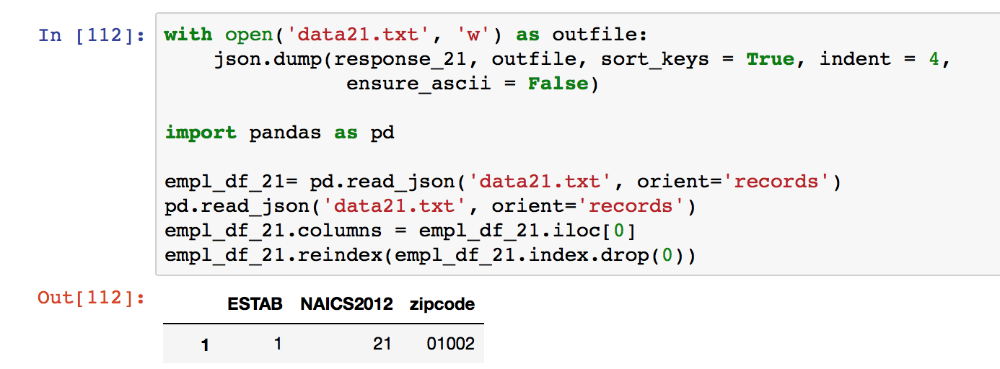 In [112]: with open('data21.txt', 'w') as outfile:
    json.dump(response_21, outfile, sort_keys = True, indent = 4,
               ensure_ascii = False)
import pandas as pd
empl_df_21= pd.read_json('data21.txt', orient='records')
pd.read_json('data21.txt', orient='records')
empl_df_21.columns = empl_df_21.iloc[0]
empl_df_21.reindex(empl_df_21.index.drop(0))
Out[112]:
ESTAB NAICS2012 zipcode
1 1 21 01002